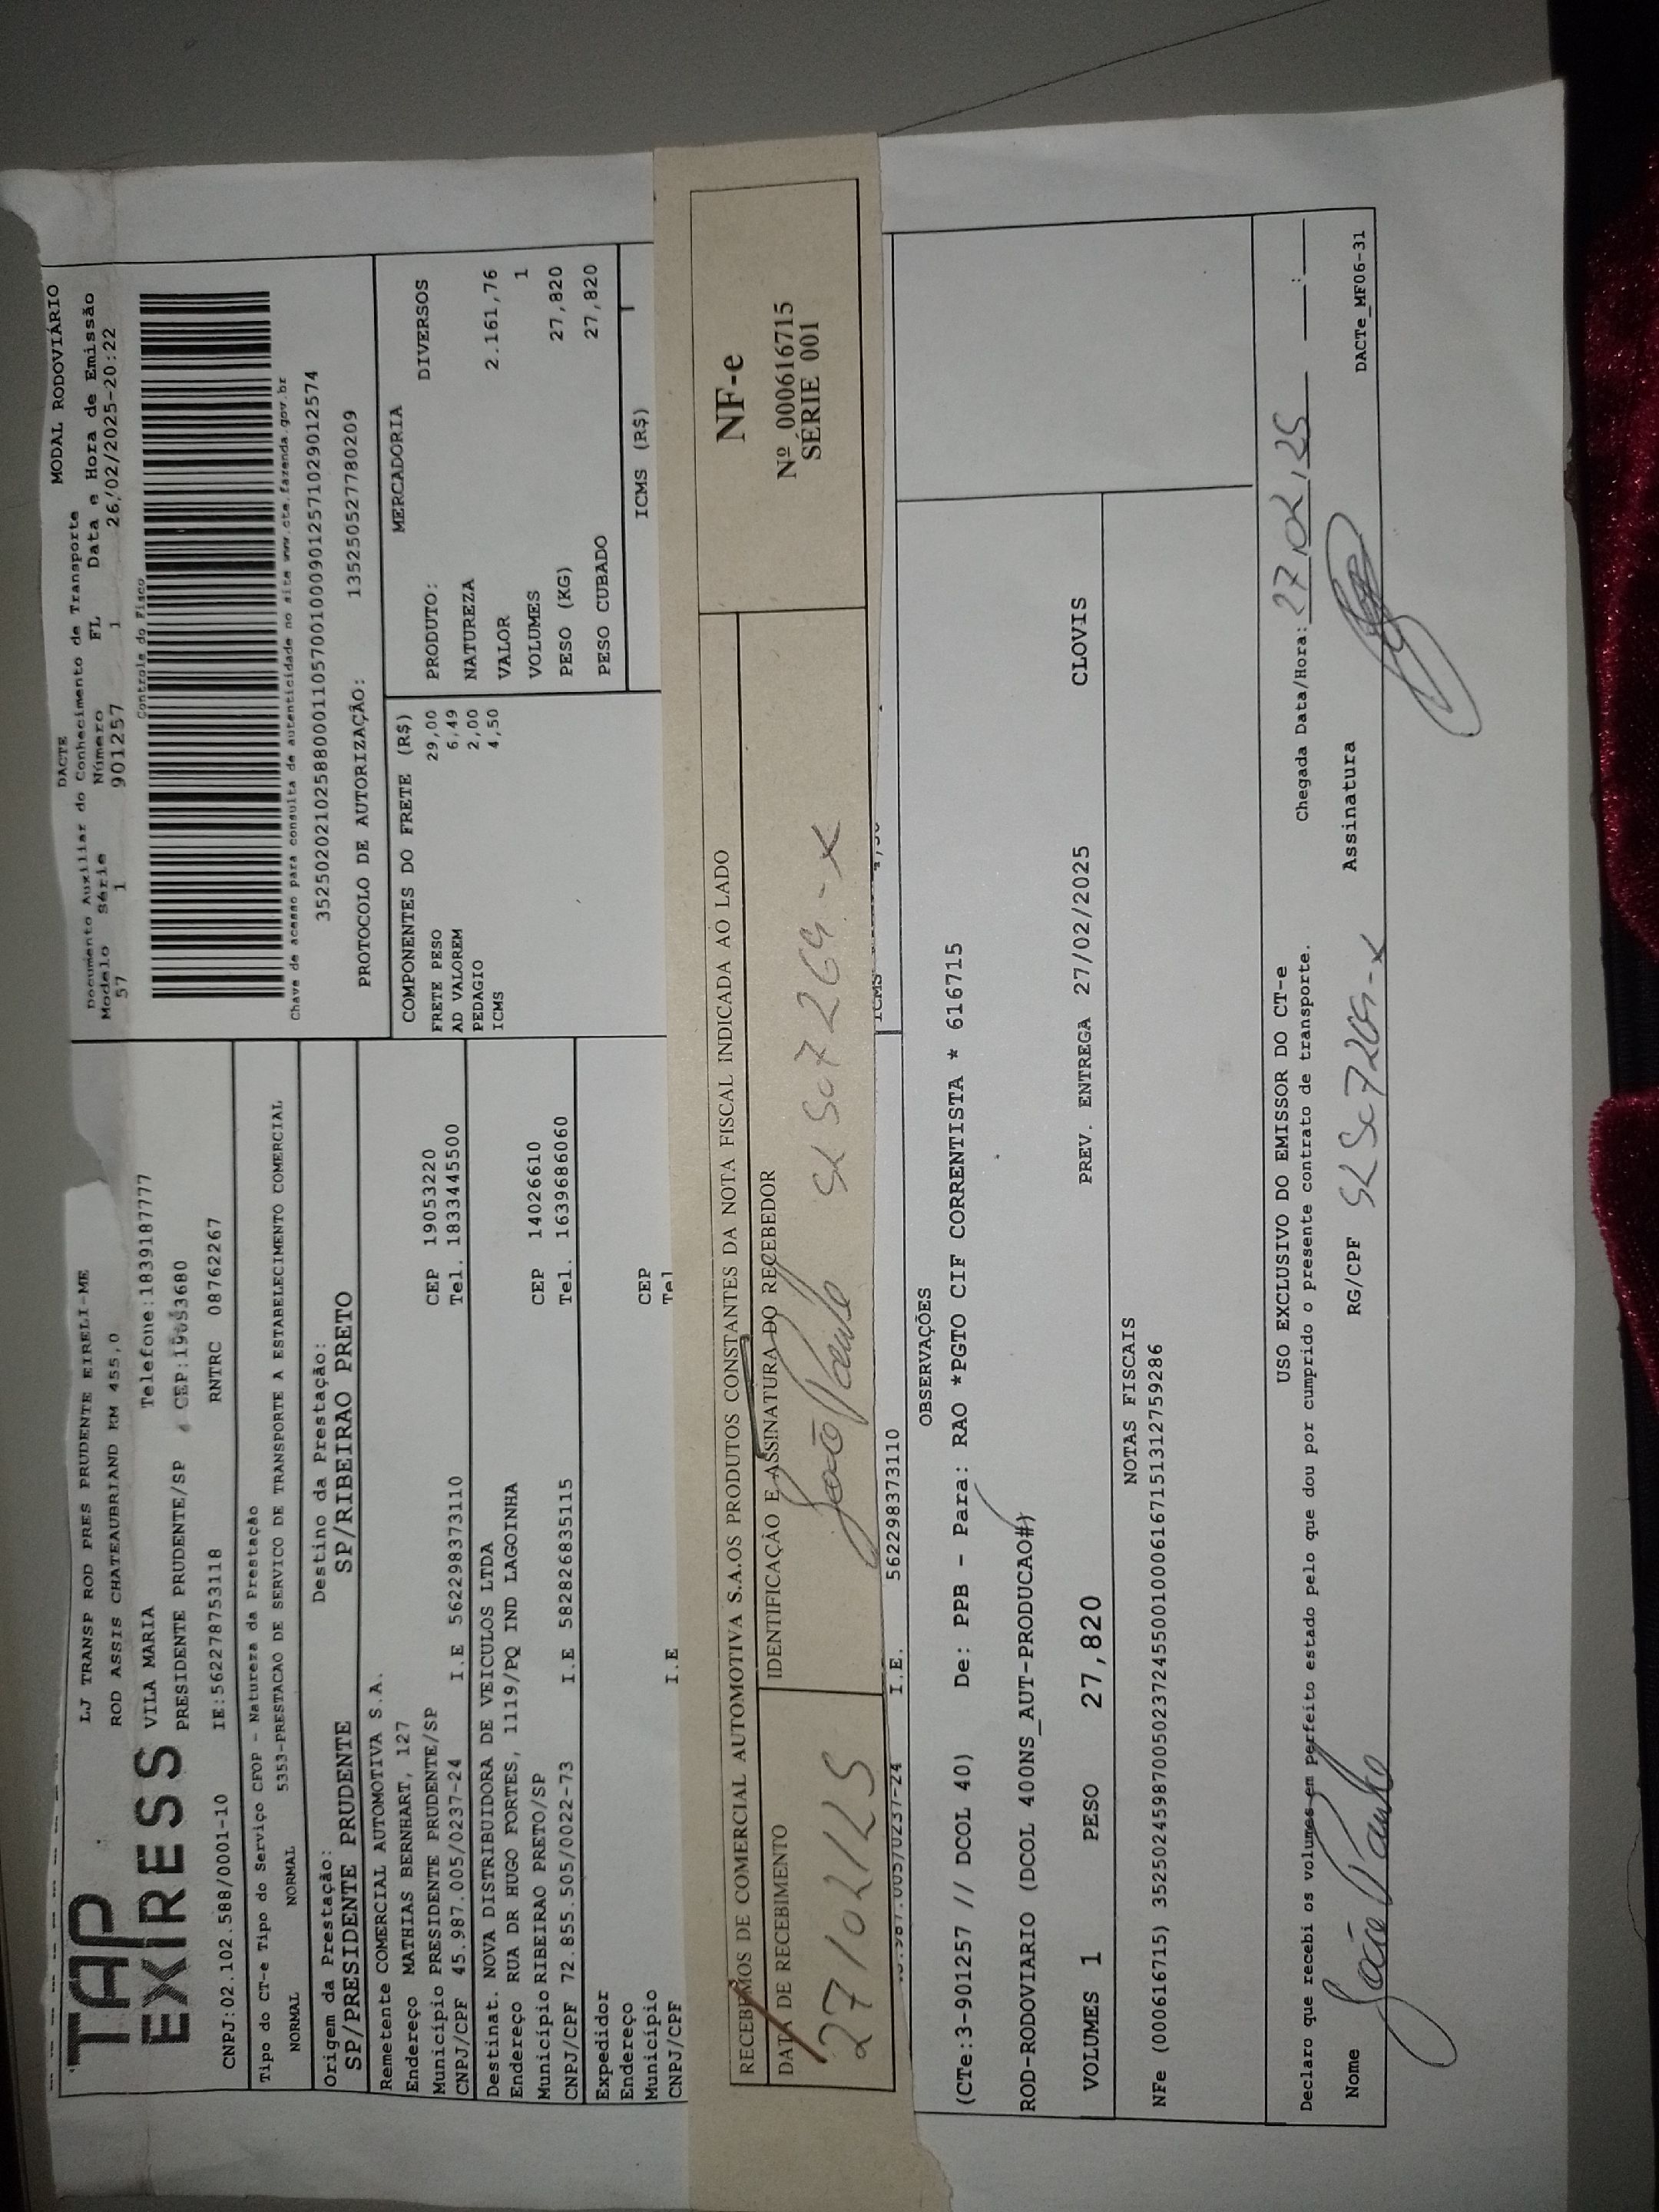 TAP
EXPRESS
LJ TRANSP ROD PRES PRUDENTE EIRELI-ME
ROD ASSIS CHATEAUBRIAND KM 455,0
VILA MARIA Telefone:1839187777
PRESIDENTE PRUDENTE/SP CEP:19053680
CNPJ:02.102.588/0001-10 IE:562278753118 RNTRC 08762267
DACTE MODAL RODOVIÁRIO
Documento Auxiliar do Conhecimento de Transporte
Modelo Série Número FL Data e Hora de Emissão
57 1 901257 1 26/02/2025-20:22
Controle do Fisco
Chave de acesso para consulta de autenticidade no site www.cte.fazenda.gov.br
35250202102588000110570010009012571029012574
PROTOCOLO DE AUTORIZAÇÃO: 135250527780209
Tipo do CT-e Tipo do Serviço CFOP - Natureza da Prestação
NORMAL NORMAL 5353-PRESTACAO DE SERVICO DE TRANSPORTE A ESTABELECIMENTO COMERCIAL
Origem da Prestação: Destino da Prestação:
SP/PRESIDENTE PRUDENTE SP/RIBEIRAO PRETO
Remetente COMERCIAL AUTOMOTIVA S.A.
Endereço MATHIAS BERNHART, 127 CEP 19053220
Município PRESIDENTE PRUDENTE/SP Tel. 1833445500
CNPJ/CPF 45.987.005/0237-24 I.E 562298373110
Destinat. NOVA DISTRIBUIDORA DE VEICULOS LTDA
Endereço RUA DR HUGO FORTES, 1119/PQ IND LAGOINHA CEP 14026610
Município RIBEIRAO PRETO/SP Tel. 1639686060
CNPJ/CPF 72.855.505/0022-73 I.E 582826835115
Expedidor
Endereço CEP
Município Tel
CNPJ/CPF I.E
COMPONENTES DO FRETE (R$)
FRETE PESO 29,00
AD VALOREM 6,49
PEDAGIO 2,00
ICMS 4,50
MERCADORIA
PRODUTO: DIVERSOS
NATUREZA
VALOR 2.161,76
VOLUMES 1
PESO (KG) 27,820
PESO CUBADO 27,820
ICMS (R$)
RECEBEMOS DE COMERCIAL AUTOMOTIVA S.A.OS PRODUTOS CONSTANTES DA NOTA FISCAL INDICADA AO LADO
DATA DE RECEBIMENTO IDENTIFICAÇÃO E ASSINATURA DO RECEBEDOR
27/02/25 João Paulo
NF-e
Nº 000616715
SÉRIE 001
.987.005/0237-24 I.E. 562298373110 ICMS
OBSERVAÇÕES
(CTe:3-901257 // DCOL 40) De: PPB - Para: RAO *PGTO CIF CORRENTISTA * 616715
ROD-RODOVIARIO (DCOL 400NS_AUT-PRODUCAO#)
VOLUMES 1 PESO 27,820 PREV. ENTREGA 27/02/2025 CLOVIS
NOTAS FISCAIS
NFe (000616715) 35250245987005023724550010006167151312759286
USO EXCLUSIVO DO EMISSOR DO CT-e
Declaro que recebi os volumes em perfeito estado pelo que dou por cumprido o presente contrato de transporte. Chegada Data/Hora: 27/02/25 :
Nome João Paulo RG/CPF Assinatura
DACTe_MF06-31